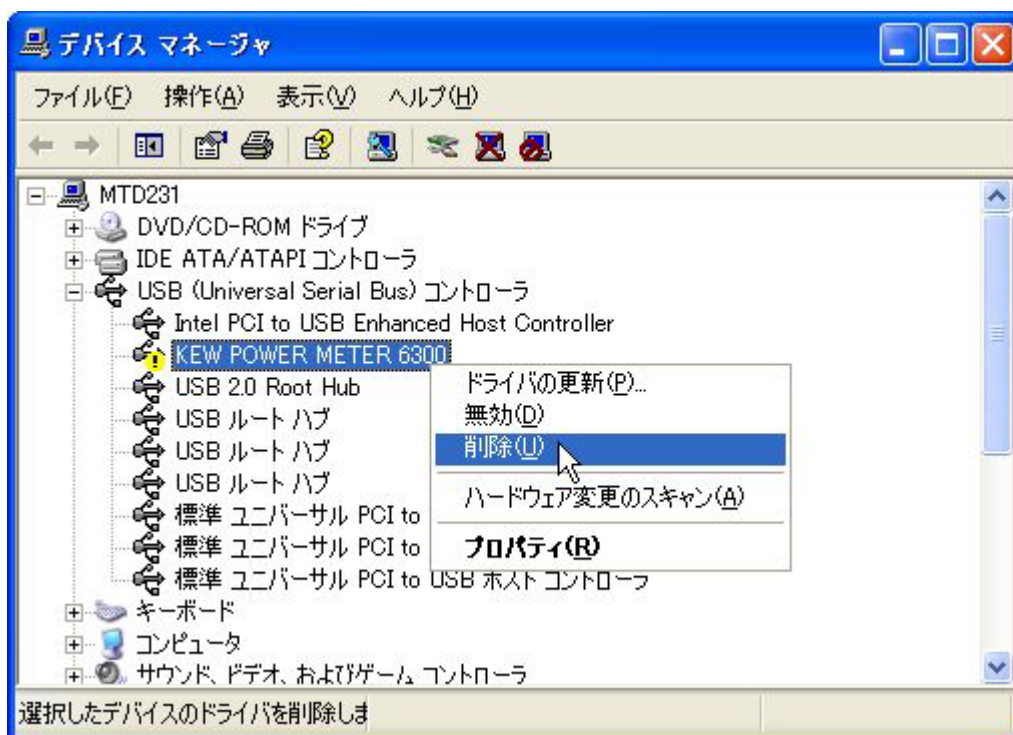 デバイス マネージャ
ファイル(F) 操作(A) 表示(V) ヘルプ(H)
MTD231
DVD/CD-ROM ドライブ
IDE ATA/ATAPI コントローラ
USB (Universal Serial Bus) コントローラ
Intel PCI to USB Enhanced Host Controller
KEW POWER METER 6300
USB 2.0 Root Hub
USB ルート ハブ
USB ルート ハブ
USB ルート ハブ
標準 ユニバーサル PCI to
標準 ユニバーサル PCI to
標準 ユニバーサル PCI to USB ホスト コントローラ
キーボード
コンピュータ
サウンド、ビデオ、およびゲーム コントローラ
ドライバの更新(P)...
無効(D)
削除(U)
ハードウェア変更のスキャン(A)
プロパティ(R)
選択したデバイスのドライバを削除しま